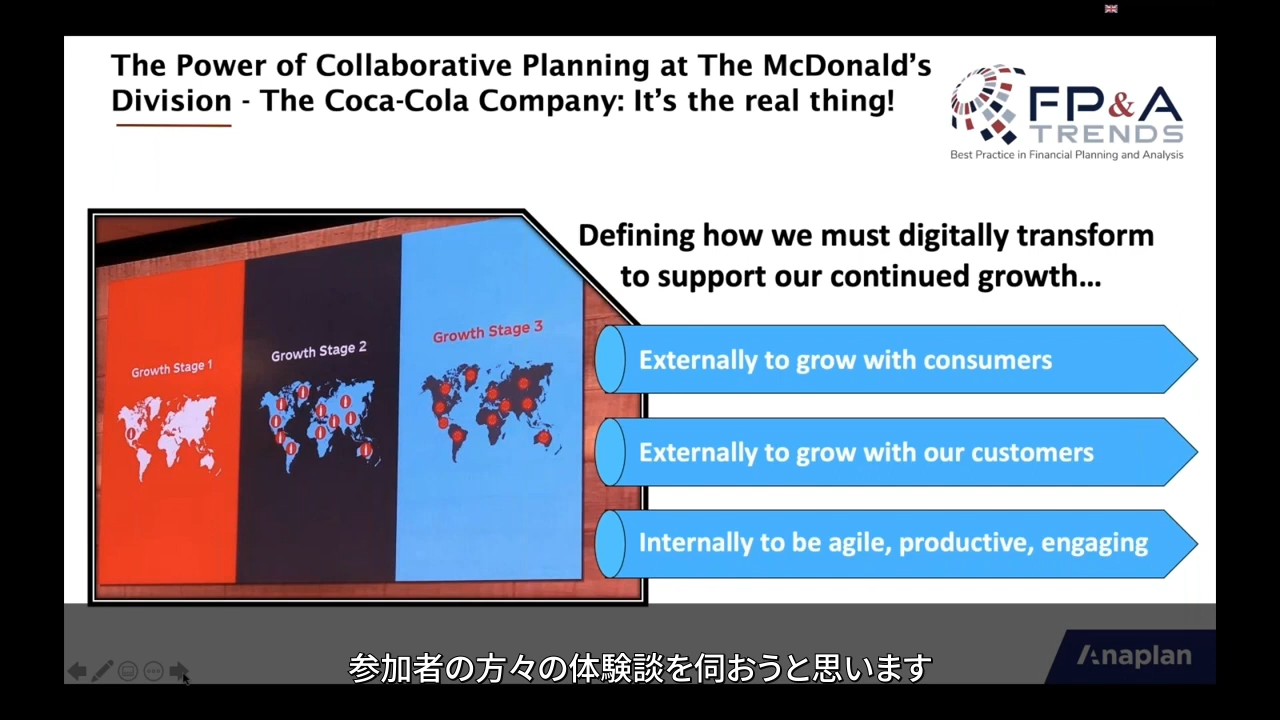 The Power of Collaborative Planning at The McDonald's
Division - The Coca-Cola Company: It's the real thing!
FP&A
TRENDS
Best Practice in Financial Planning and Analysis
Defining how we must digitally transform
to support our continued growth...
Growth Stage 1
Growth Stage 2
Growth Stage 3
Externally to grow with consumers
Externally to grow with our customers
Internally to be agile, productive, engaging
Anaplan
参加者の方々の体験談を伺おうと思います